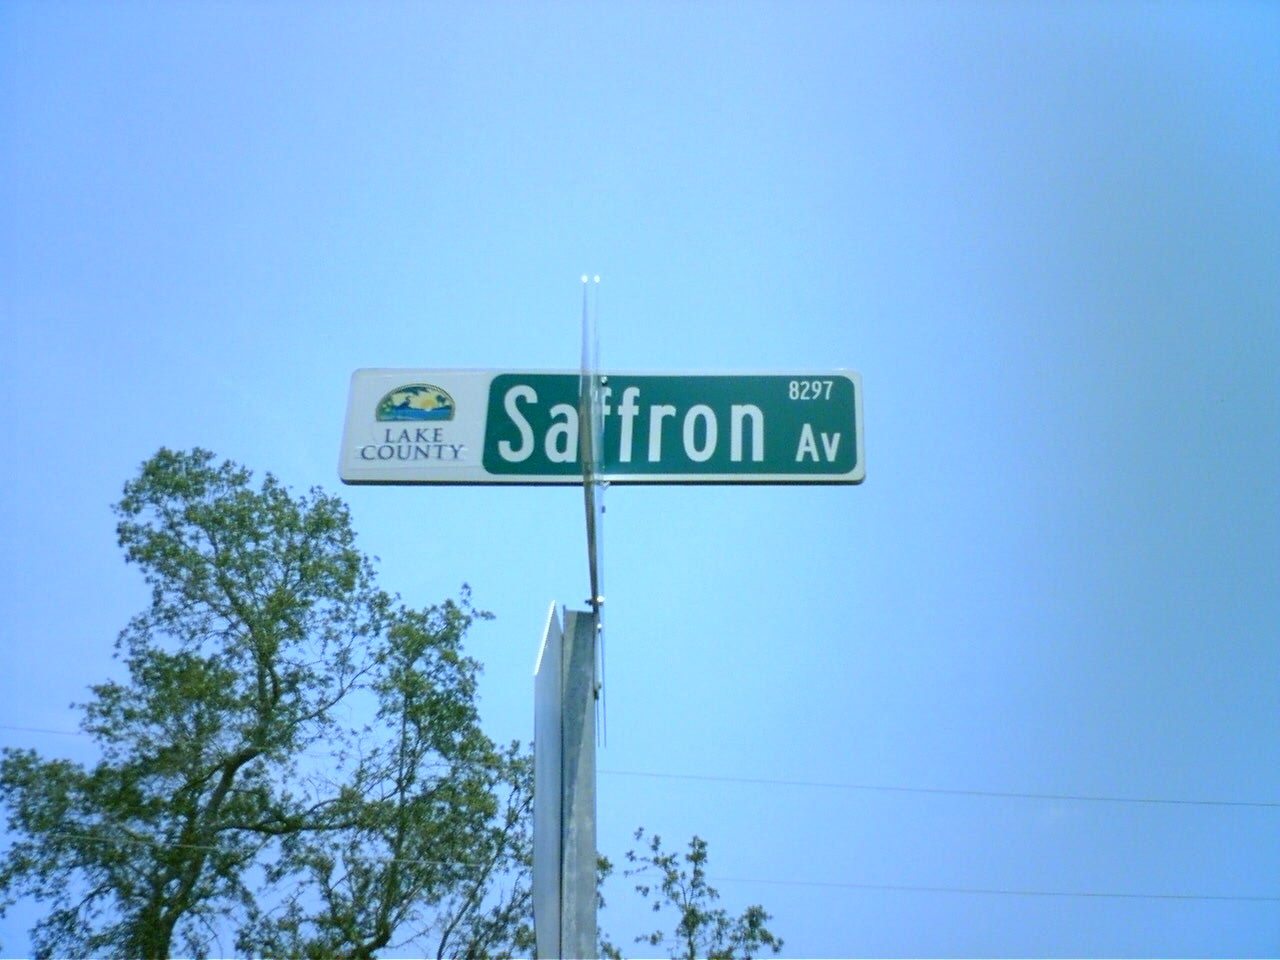 LAKE
COUNTY
Saffron
8297
Av